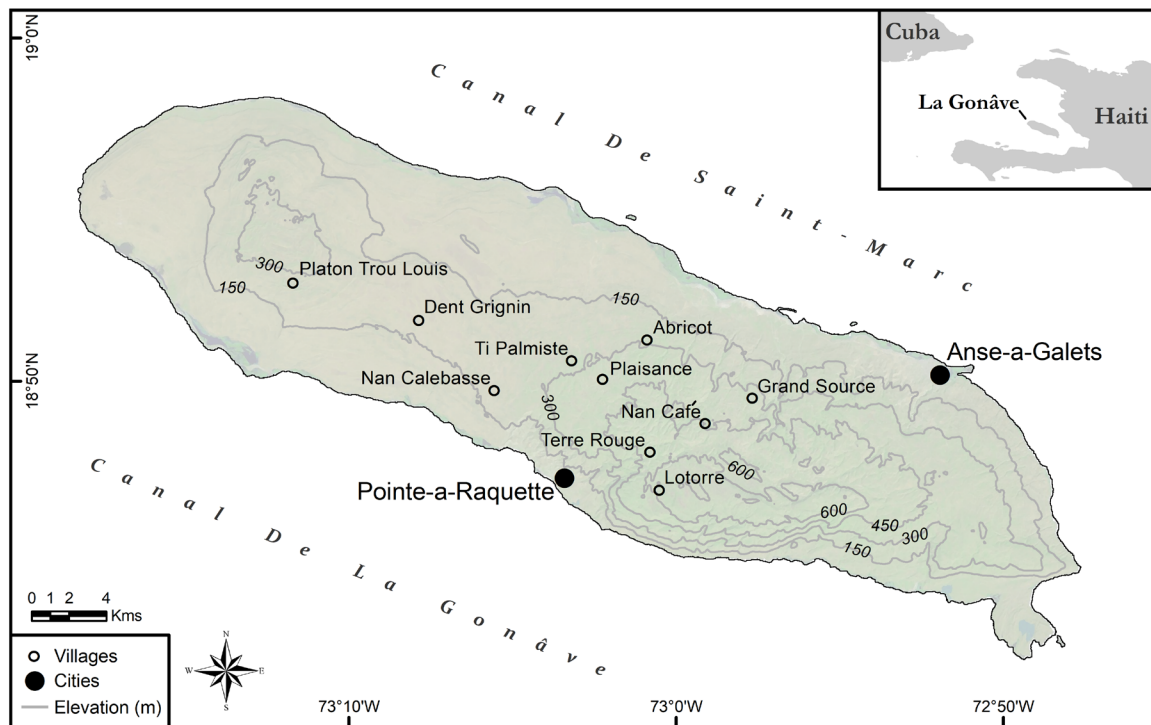 19°0'N
Canal De Saint-Marc
Cuba
La Gonâve
Haiti
300
Platon Trou Louis
150
Dent Grignin
150
Abricot
Ti Palmiste
Plaisance
Anse-a-Galets
18°50'N
Nan Calebasse
Grand Source
300
Nan Café
Terre Rouge
600
Lotorre
Pointe-a-Raquette
600
450
300
150
Canal De La Gonâve
0 1 2 4
Kms
Villages
Cities
Elevation (m)
N
W E
S
73°10'W
73°0'W
72°50'W